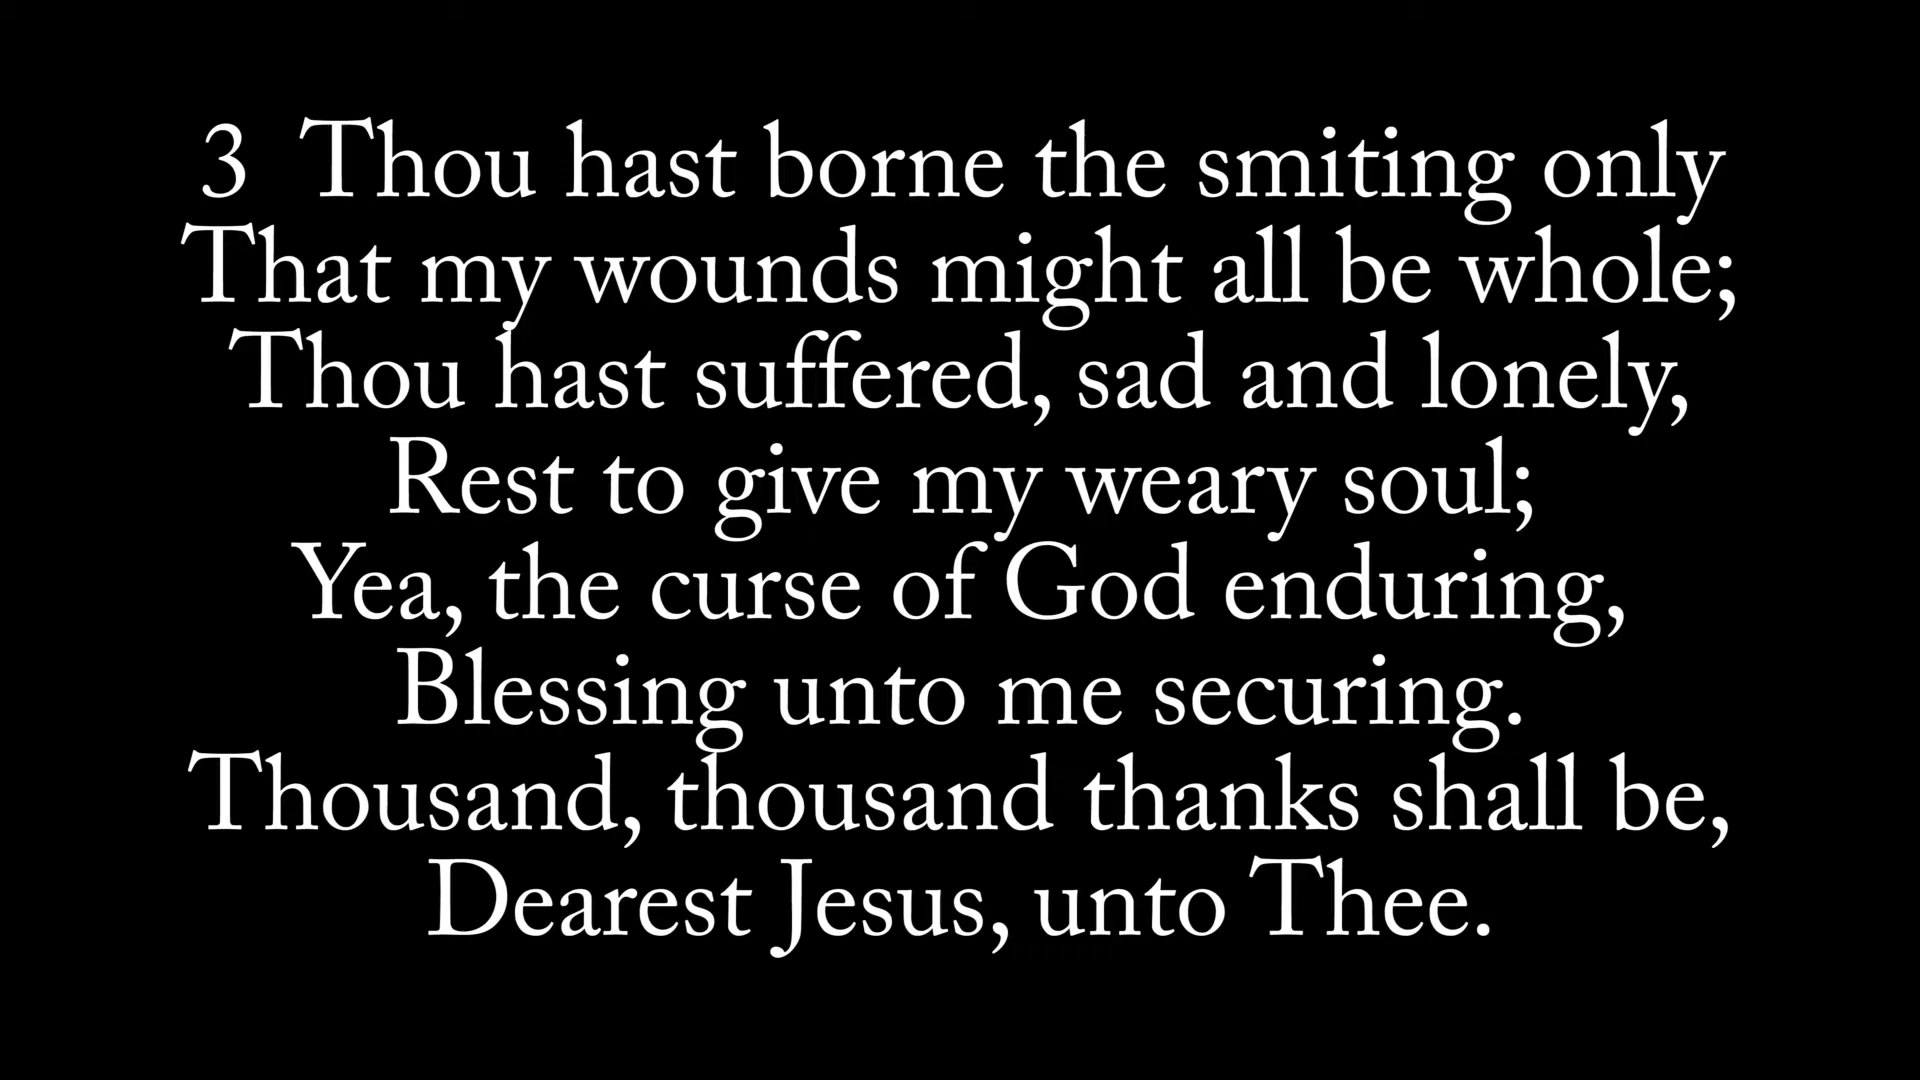 3 Thou hast borne the smiting only
That my wounds might all be whole;
Thou hast suffered, sad and lonely,
Rest to give my weary soul;
Yea, the curse of God enduring,
Blessing unto me securing.
Thousand, thousand thanks shall be,
Dearest Jesus, unto Thee.